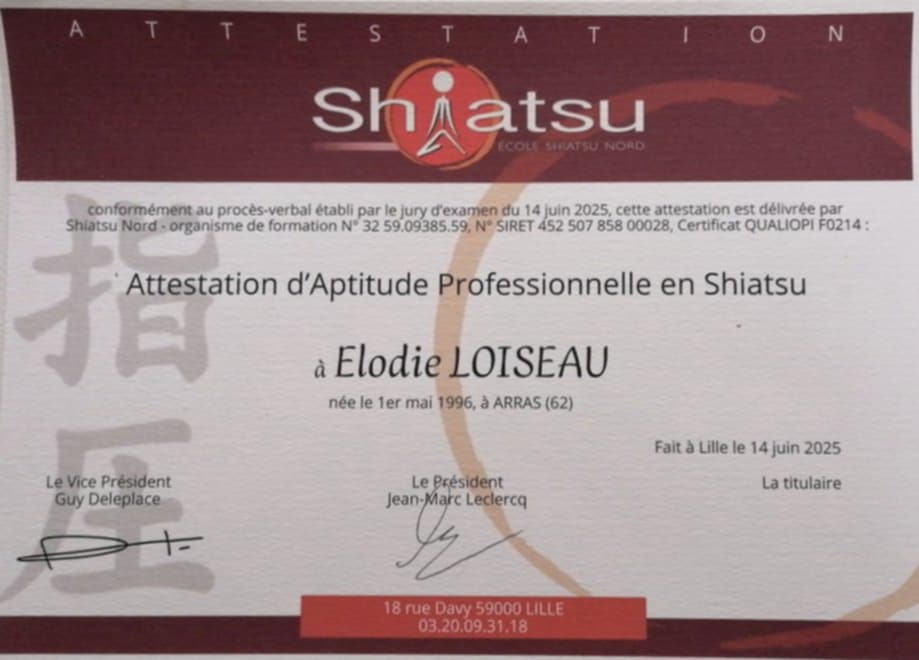 ATTESTATION
Shiatsu
ÉCOLE SHIATSU NORD
conformément au procès-verbal établi par le jury d'examen du 14 juin 2025, cette attestation est délivrée par
Shiatsu Nord - organisme de formation N° 32 59.09385.59, N° SIRET 452 507 858 00028, Certificat QUALIOPI F0214 :
Attestation d'Aptitude Professionnelle en Shiatsu
à Elodie LOISEAU
née le 1er mai 1996, à ARRAS (62)
Fait à Lille le 14 juin 2025
Le Vice Président
Guy Deleplace
Le Président
Jean-Marc Leclercq
La titulaire
指
圧
18 rue Davy 59000 LILLE
03.20.09.31.18